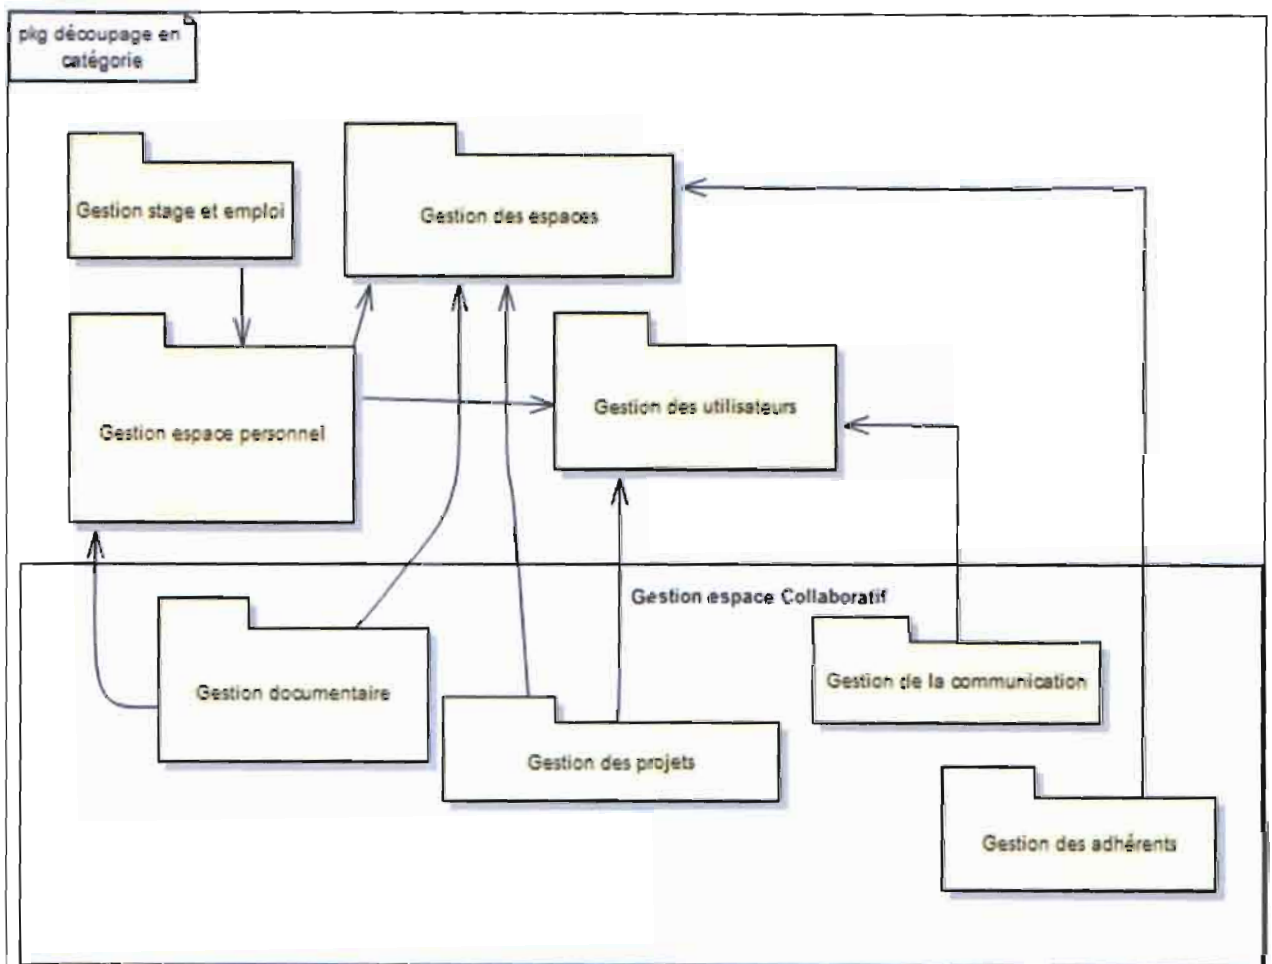 pkg découpage en
catégorie
Gestion stage et emploi
Gestion des espaces
Gestion des utilisateurs
Gestion espace personnel
Gestion espace Collaboratif
Gestion de la communication
Gestion documentaire
Gestion des projets
Gestion des adhérents